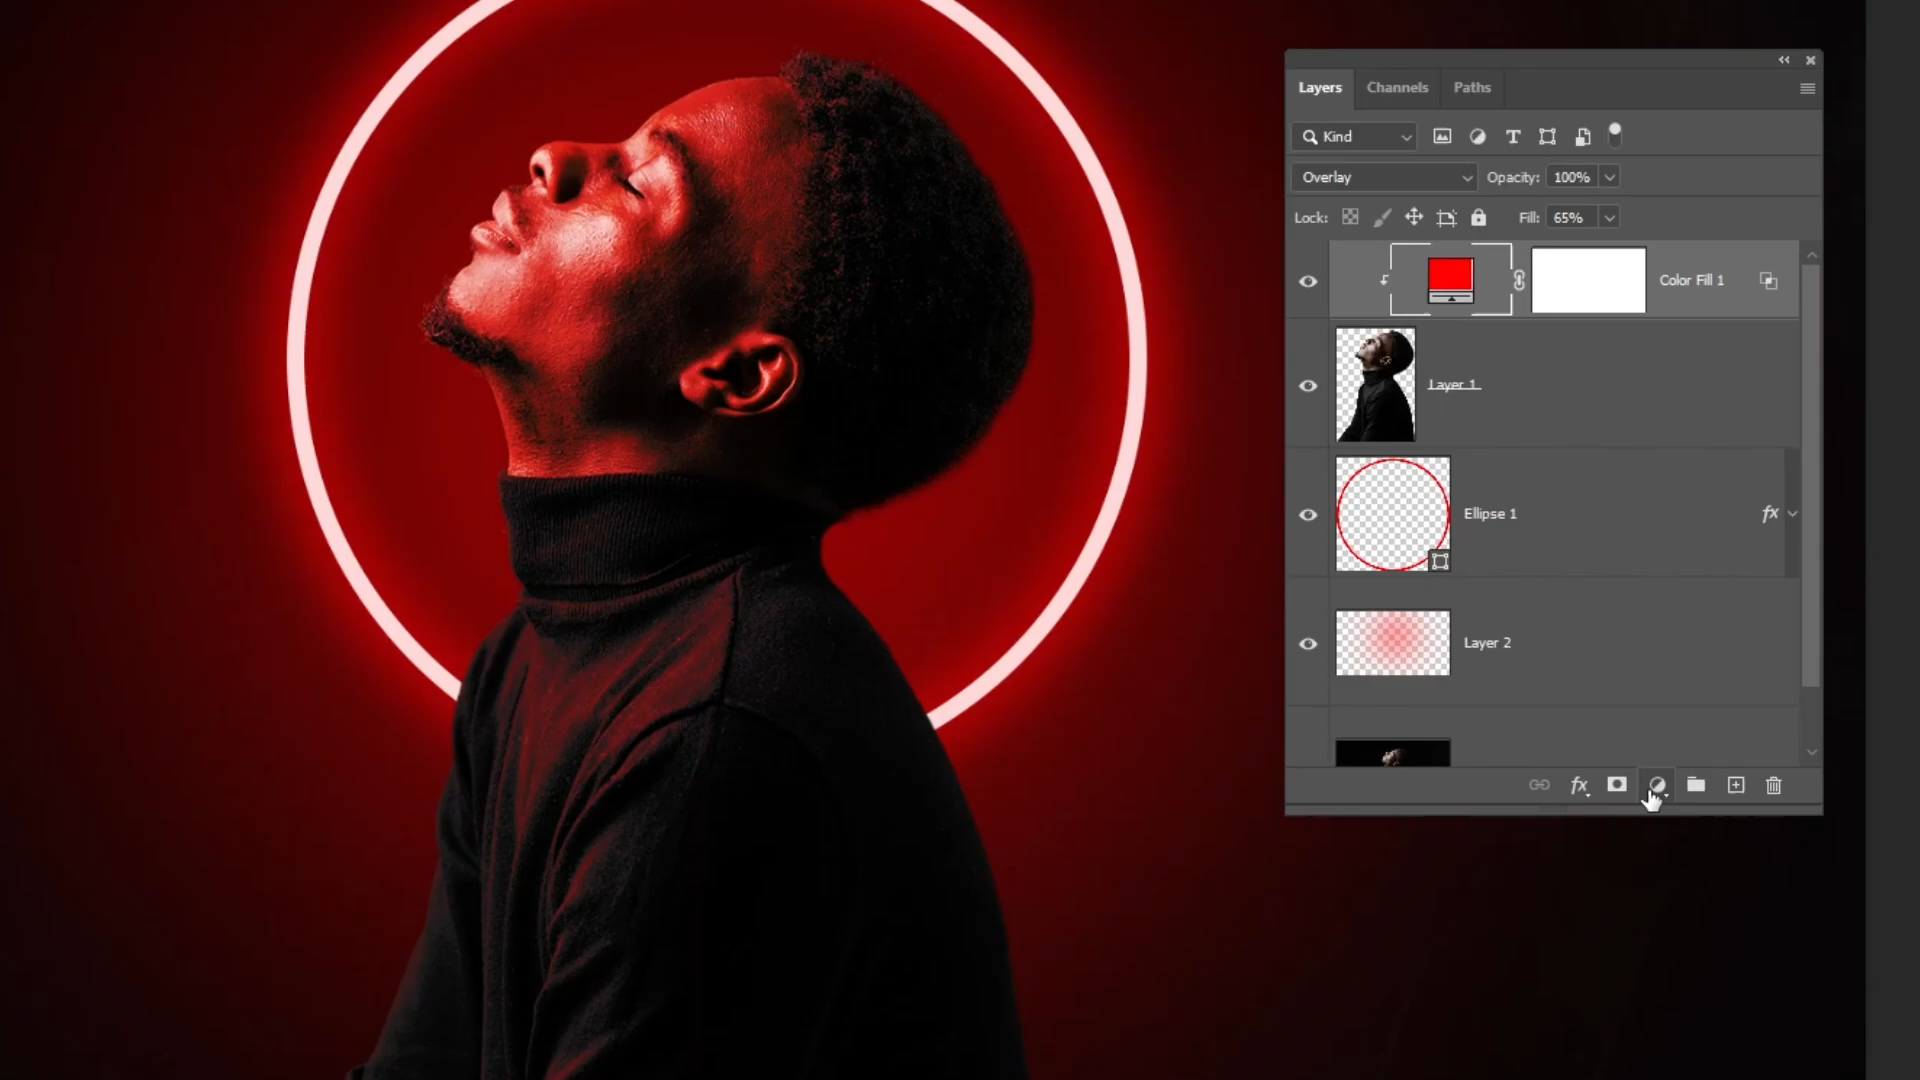 Layers Channels Paths
Kind
Overlay Opacity: 100%
Lock: Fill: 65%
Color Fill 1
Layer 1
Ellipse 1 fx
Layer 2
fx